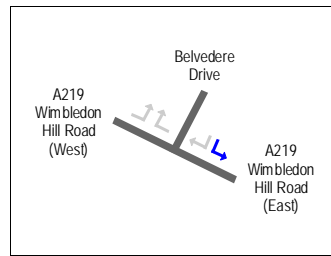 Belvedere
Drive
A219
Wimbledon
Hill Road
(West)
A219
Wimbledon
Hill Road
(East)